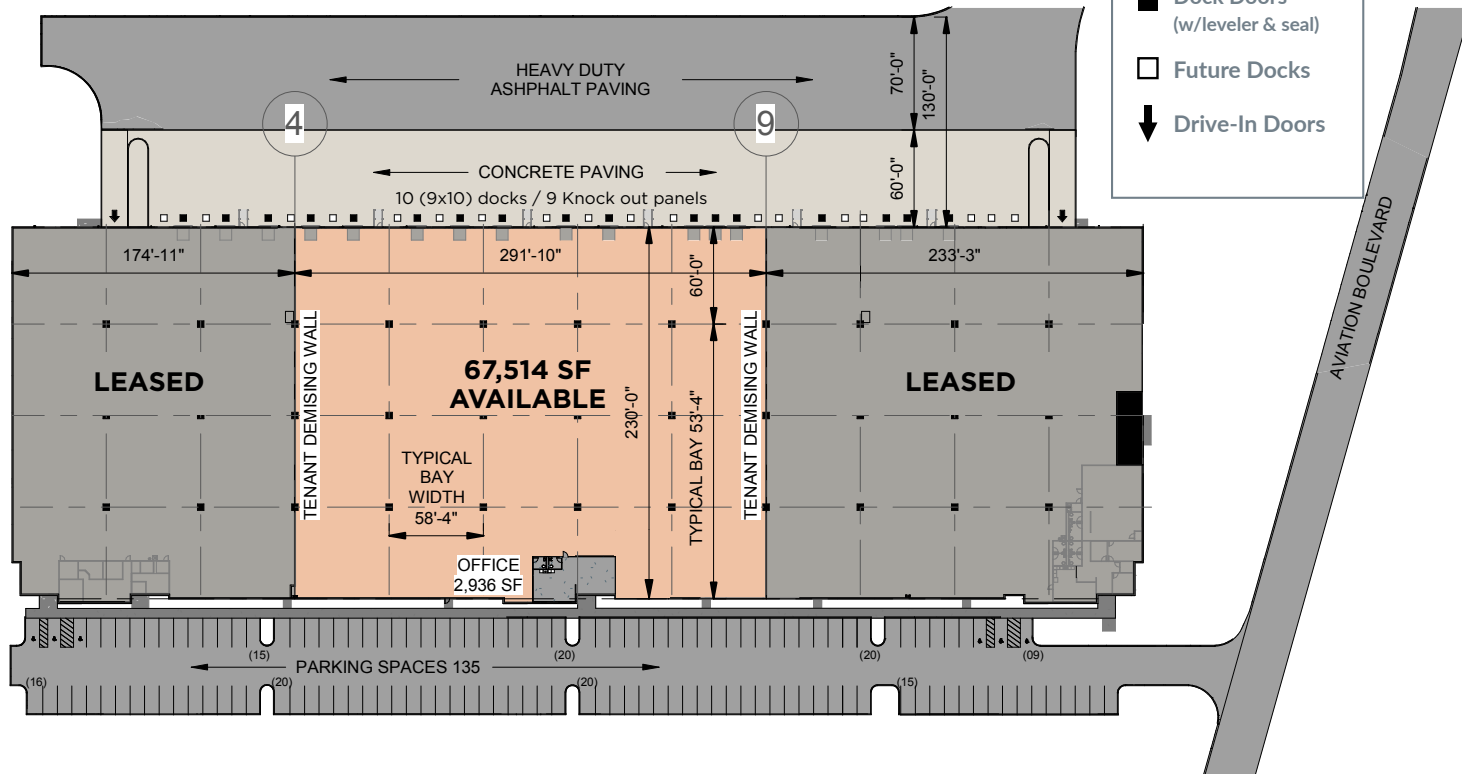 Dock Doors
(w/leveler & seal)
Future Docks
Drive-In Doors
HEAVY DUTY
ASHPHALT PAVING
70'-0"
130'-0"
4
9
CONCRETE PAVING
60'-0"
10 (9x10) docks / 9 Knock out panels
174'-11"
291'-10"
233'-3"
60'-0"
AVIATION BOULEVARD
LEASED
TENANT DEMISING WALL
67,514 SF
AVAILABLE
230'-0"
TYPICAL BAY 53'-4"
TENANT DEMISING WALL
LEASED
TYPICAL
BAY
WIDTH
58'-4"
OFFICE
2,936 SF
(15)
(20)
(20)
(09)
PARKING SPACES 135
(16)
(20)
(20)
(15)